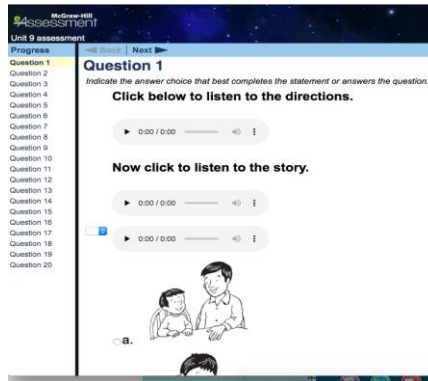 McGraw-Hill
eAssessment
Unit 9 assessment
Progress
Back | Next
Question 1
Question 2
Question 3
Question 4
Question 5
Question 6
Question 7
Question 8
Question 9
Question 10
Question 11
Question 12
Question 13
Question 14
Question 15
Question 16
Question 17
Question 18
Question 19
Question 20
Question 1
Indicate the answer choice that best completes the statement or answers the question.
Click below to listen to the directions.
0:00 / 0:00
Now click to listen to the story.
0:00 / 0:00
0:00 / 0:00
a.